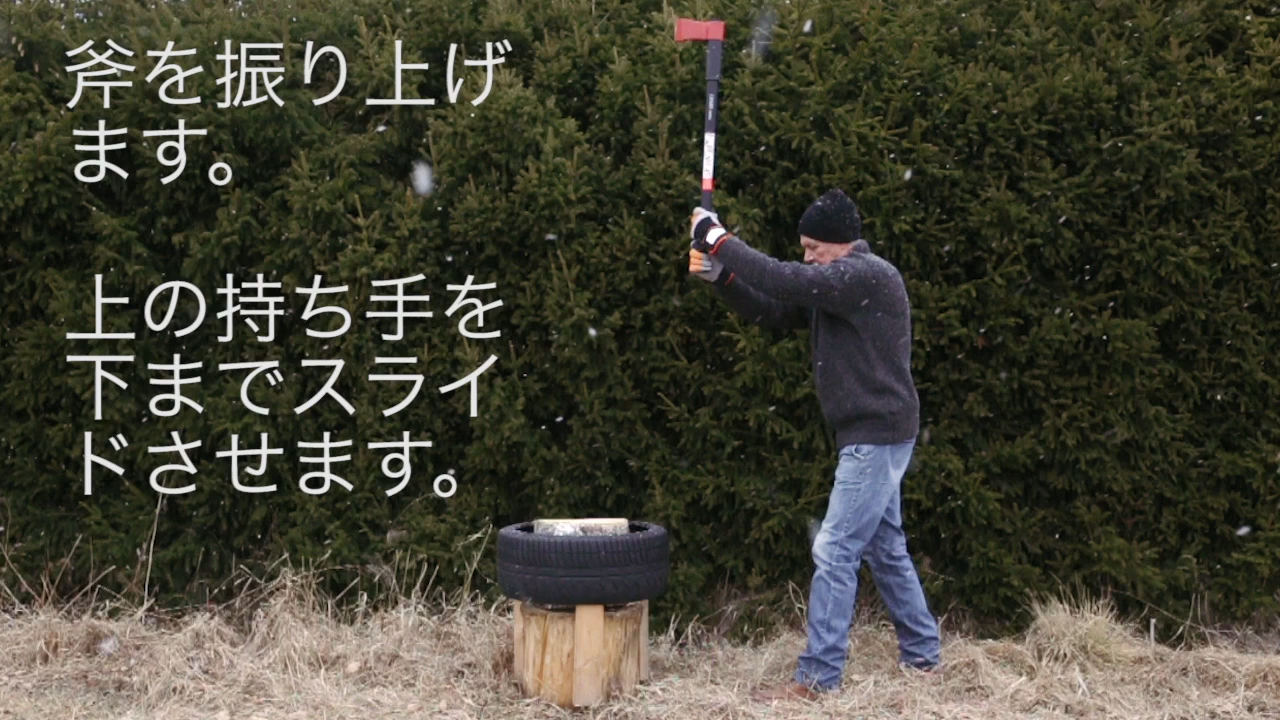 斧を振り上げ
ます。
上の持ち手を
下までスライ
ドさせます。